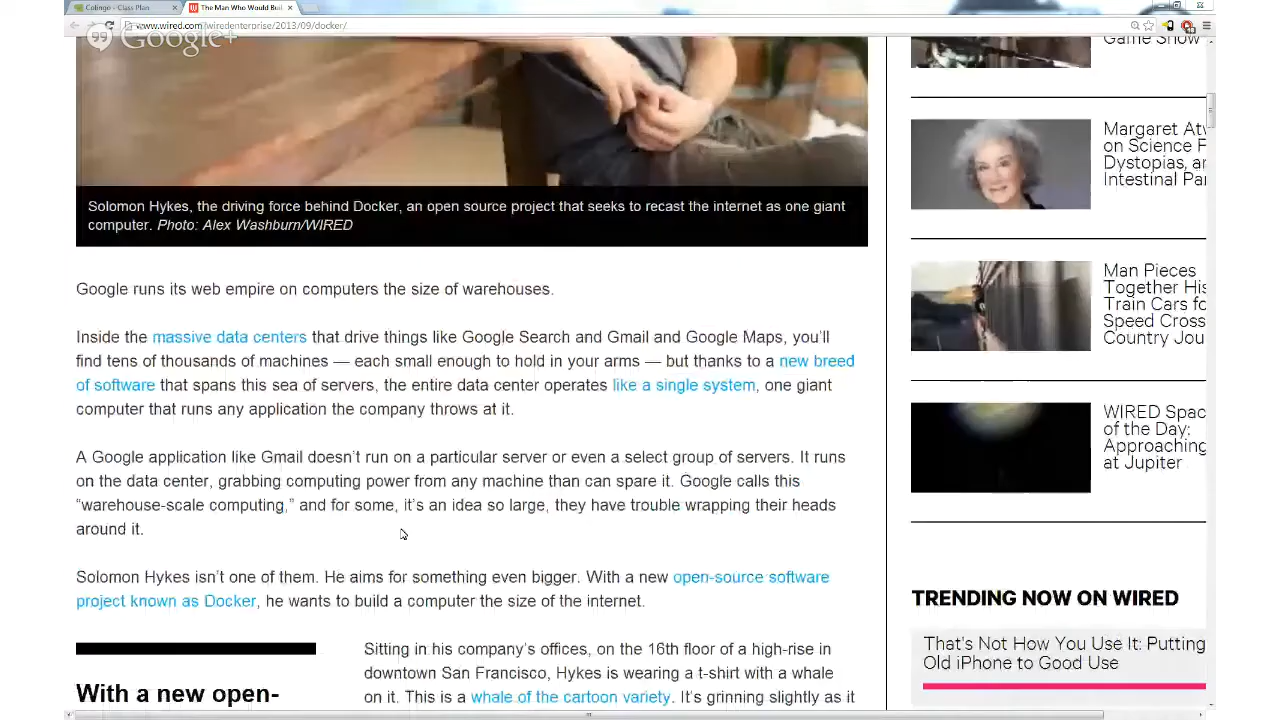 Colingo - Class Plan
The Man Who Would Bui
www.wired.com/wiredenterprise/2013/09/docker/
Google+
Game Show
Solomon Hykes, the driving force behind Docker, an open source project that seeks to recast the internet as one giant
computer. Photo: Alex Washburn/WIRED
Google runs its web empire on computers the size of warehouses.
Inside the massive data centers that drive things like Google Search and Gmail and Google Maps, you’ll
find tens of thousands of machines — each small enough to hold in your arms — but thanks to a new breed
of software that spans this sea of servers, the entire data center operates like a single system, one giant
computer that runs any application the company throws at it.
A Google application like Gmail doesn’t run on a particular server or even a select group of servers. It runs
on the data center, grabbing computing power from any machine than can spare it. Google calls this
“warehouse-scale computing,” and for some, it’s an idea so large, they have trouble wrapping their heads
around it.
Solomon Hykes isn’t one of them. He aims for something even bigger. With a new open-source software
project known as Docker, he wants to build a computer the size of the internet.
With a new open-
Sitting in his company’s offices, on the 16th floor of a high-rise in
downtown San Francisco, Hykes is wearing a t-shirt with a whale
on it. This is a whale of the cartoon variety. It’s grinning slightly as it
Margaret Atw
on Science F
Dystopias, an
Intestinal Par
Man Pieces
Together His
Train Cars fo
Speed Cross
Country Jou
WIRED Spac
of the Day:
Approaching
at Jupiter
TRENDING NOW ON WIRED
That's Not How You Use It: Putting
Old iPhone to Good Use